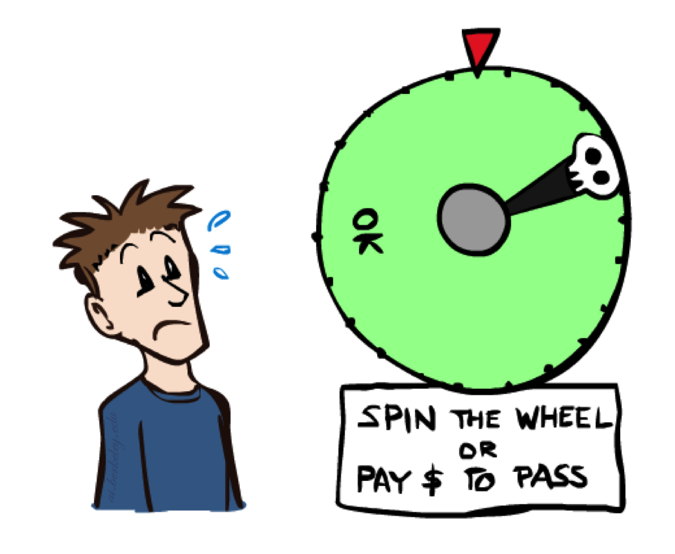 OK
SPIN THE WHEEL
OR
PAY $ TO PASS